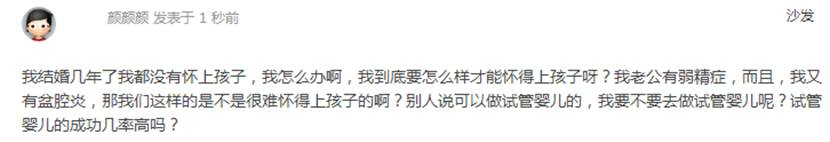 颜颜颜 发表于 1 秒前 沙发
我结婚几年了我都没有怀上孩子，我怎么办啊，我到底要怎么样才能怀得上孩子呀？我老公有弱精症，而且，我又
有盆腔炎，那我们这样的是不是很难怀得上孩子的啊？别人说可以做试管婴儿的，我要不要去做试管婴儿呢？试管
婴儿的成功几率高吗？